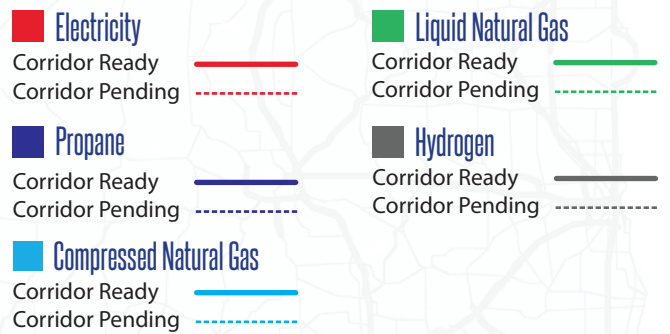 Electricity
Corridor Ready
Corridor Pending
Propane
Corridor Ready
Corridor Pending
Compressed Natural Gas
Corridor Ready
Corridor Pending
Liquid Natural Gas
Corridor Ready
Corridor Pending
Hydrogen
Corridor Ready
Corridor Pending